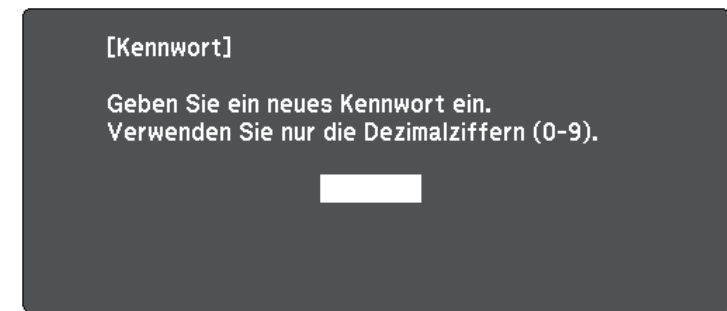 [Kennwort]
Geben Sie ein neues Kennwort ein.
Verwenden Sie nur die Dezimalziffern (0-9).